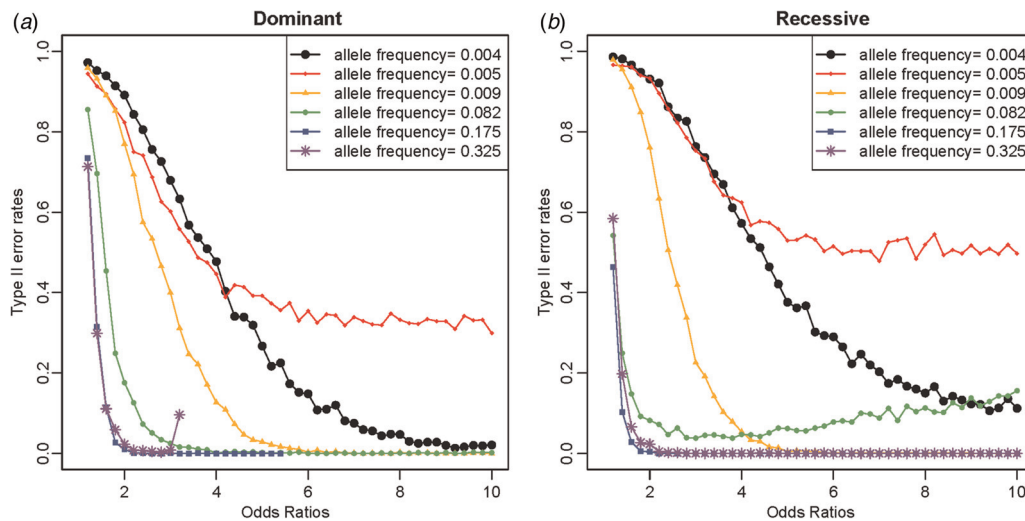 (a)
Dominant
Type II error rates
1.0
0.8
0.6
0.4
0.2
0.0
allele frequency= 0.004
allele frequency= 0.005
allele frequency= 0.009
allele frequency= 0.082
allele frequency= 0.175
allele frequency= 0.325
2
4
6
8
10
Odds Ratios
(b)
Recessive
Type II error rates
1.0
0.8
0.6
0.4
0.2
0.0
allele frequency= 0.004
allele frequency= 0.005
allele frequency= 0.009
allele frequency= 0.082
allele frequency= 0.175
allele frequency= 0.325
2
4
6
8
10
Odds Ratios